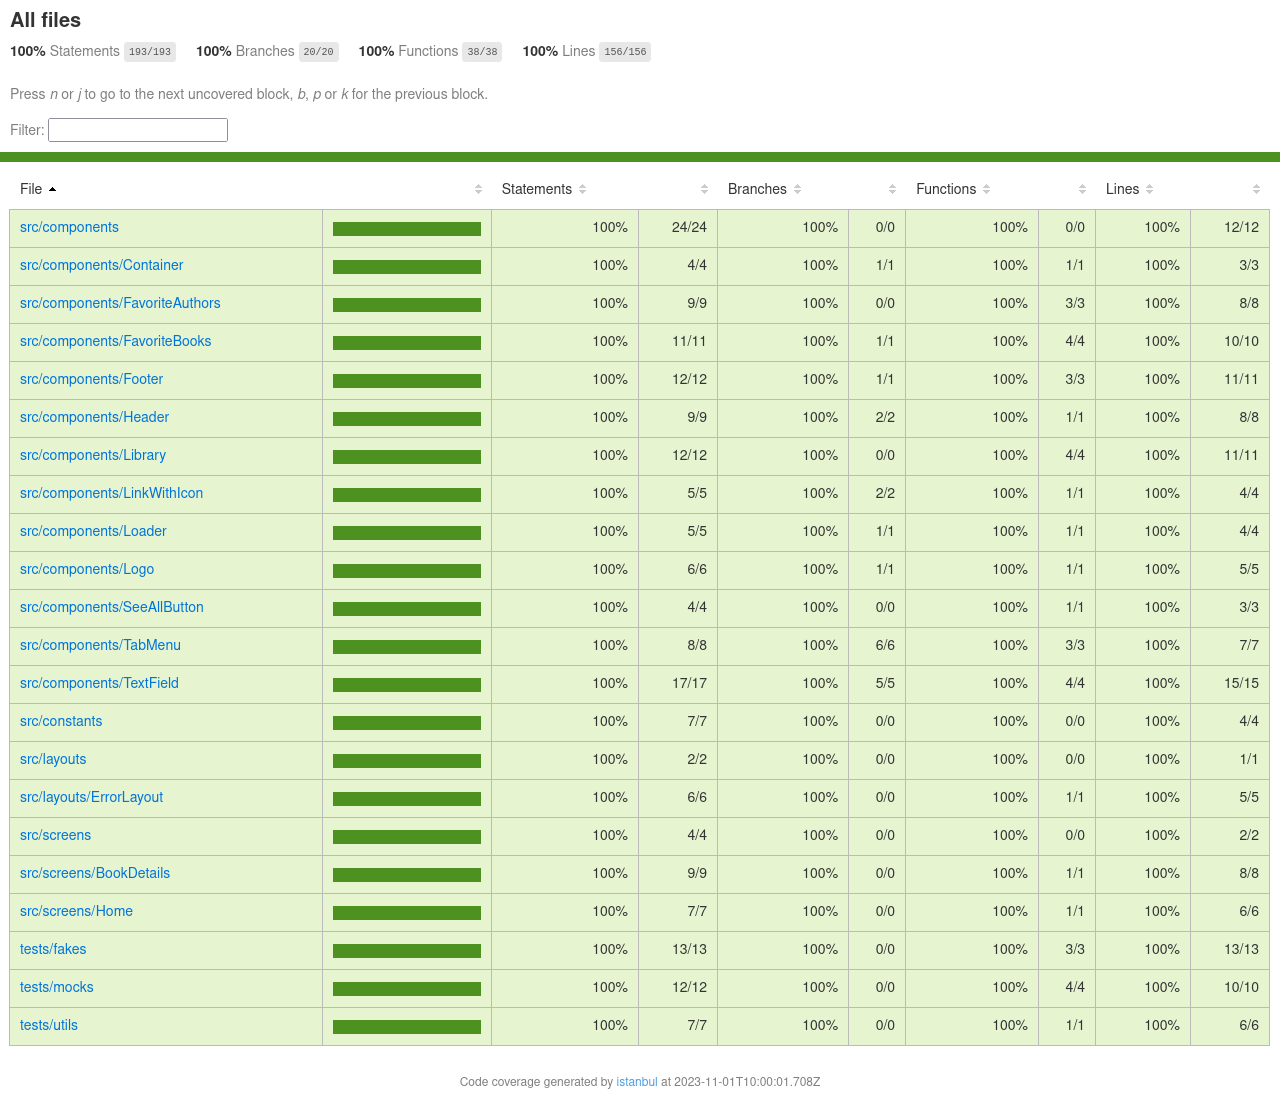 All files
100% Statements 193/193 100% Branches 20/20 100% Functions 38/38 100% Lines 156/156
Press n or j to go to the next uncovered block, b, p or k for the previous block.
Filter:
File Statements Branches Functions Lines
src/components 100% 24/24 100% 0/0 100% 0/0 100% 12/12
src/components/Container 100% 4/4 100% 1/1 100% 1/1 100% 3/3
src/components/FavoriteAuthors 100% 9/9 100% 0/0 100% 3/3 100% 8/8
src/components/FavoriteBooks 100% 11/11 100% 1/1 100% 4/4 100% 10/10
src/components/Footer 100% 12/12 100% 1/1 100% 3/3 100% 11/11
src/components/Header 100% 9/9 100% 2/2 100% 1/1 100% 8/8
src/components/Library 100% 12/12 100% 0/0 100% 4/4 100% 11/11
src/components/LinkWithIcon 100% 5/5 100% 2/2 100% 1/1 100% 4/4
src/components/Loader 100% 5/5 100% 1/1 100% 1/1 100% 4/4
src/components/Logo 100% 6/6 100% 1/1 100% 1/1 100% 5/5
src/components/SeeAllButton 100% 4/4 100% 0/0 100% 1/1 100% 3/3
src/components/TabMenu 100% 8/8 100% 6/6 100% 3/3 100% 7/7
src/components/TextField 100% 17/17 100% 5/5 100% 4/4 100% 15/15
src/constants 100% 7/7 100% 0/0 100% 0/0 100% 4/4
src/layouts 100% 2/2 100% 0/0 100% 0/0 100% 1/1
src/layouts/ErrorLayout 100% 6/6 100% 0/0 100% 1/1 100% 5/5
src/screens 100% 4/4 100% 0/0 100% 0/0 100% 2/2
src/screens/BookDetails 100% 9/9 100% 0/0 100% 1/1 100% 8/8
src/screens/Home 100% 7/7 100% 0/0 100% 1/1 100% 6/6
tests/fakes 100% 13/13 100% 0/0 100% 3/3 100% 13/13
tests/mocks 100% 12/12 100% 0/0 100% 4/4 100% 10/10
tests/utils 100% 7/7 100% 0/0 100% 1/1 100% 6/6
Code coverage generated by istanbul at 2023-11-01T10:00:01.708Z